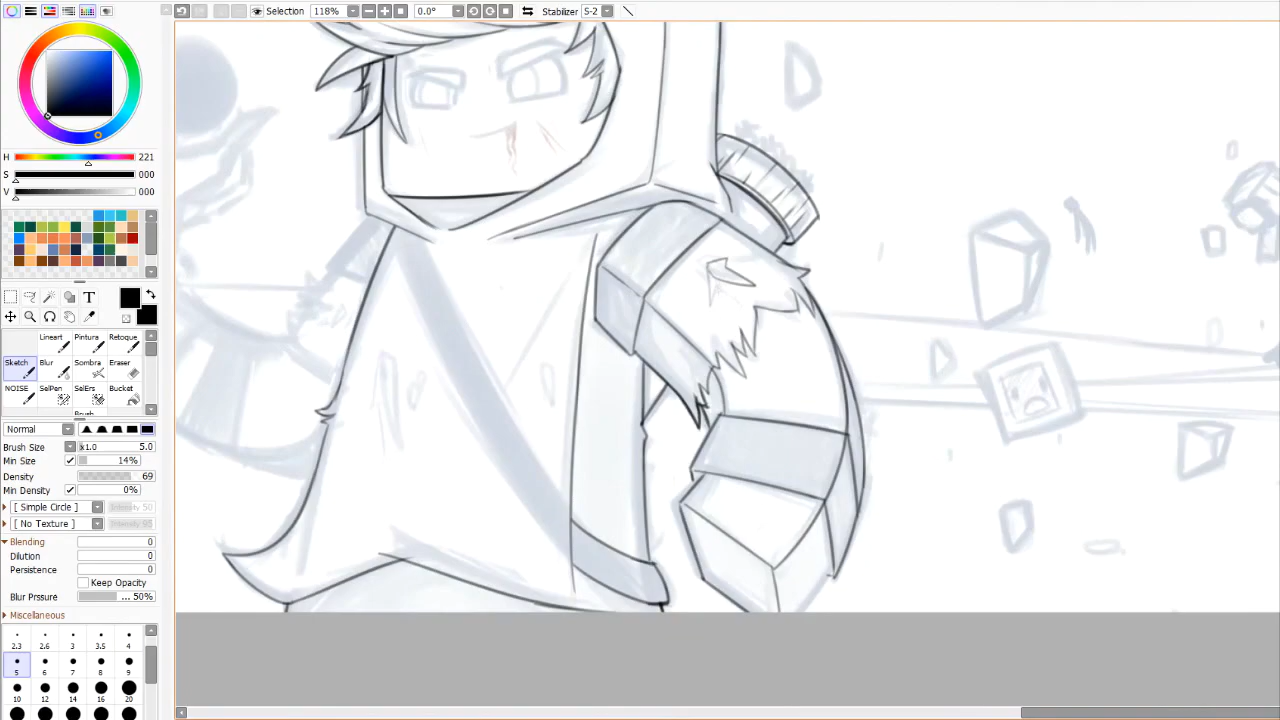 Selection 118% 0.0° Stabilizer S-2
H 221
S 000
V 000
T
Lineart Pintura Retoque
Sketch Blur Sombra Eraser
NOISE SelPen SelErs Bucket
Brush
Normal
Brush Size x1.0 5.0
Min Size 14%
Density 69
Min Density 0%
[ Simple Circle ] Intensity 50
[ No Texture ]
Blending 0
Dilution 0
Persistence 0
Keep Opacity
Blur Prssure ... 50%
Miscellaneous
2.3 2.6 3 3.5 4
5 6 7 8 9
10 12 14 16 20